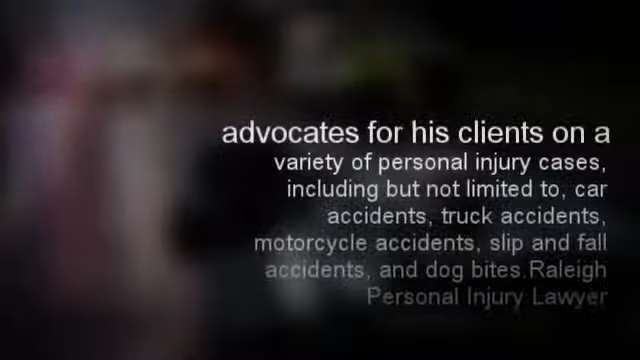 advocates for his clients on a
variety of personal injury cases,
including but not limited to, car
accidents, truck accidents,
motorcycle accidents, slip and fall
accidents, and dog bites.Raleigh
Personal Injury Lawyer